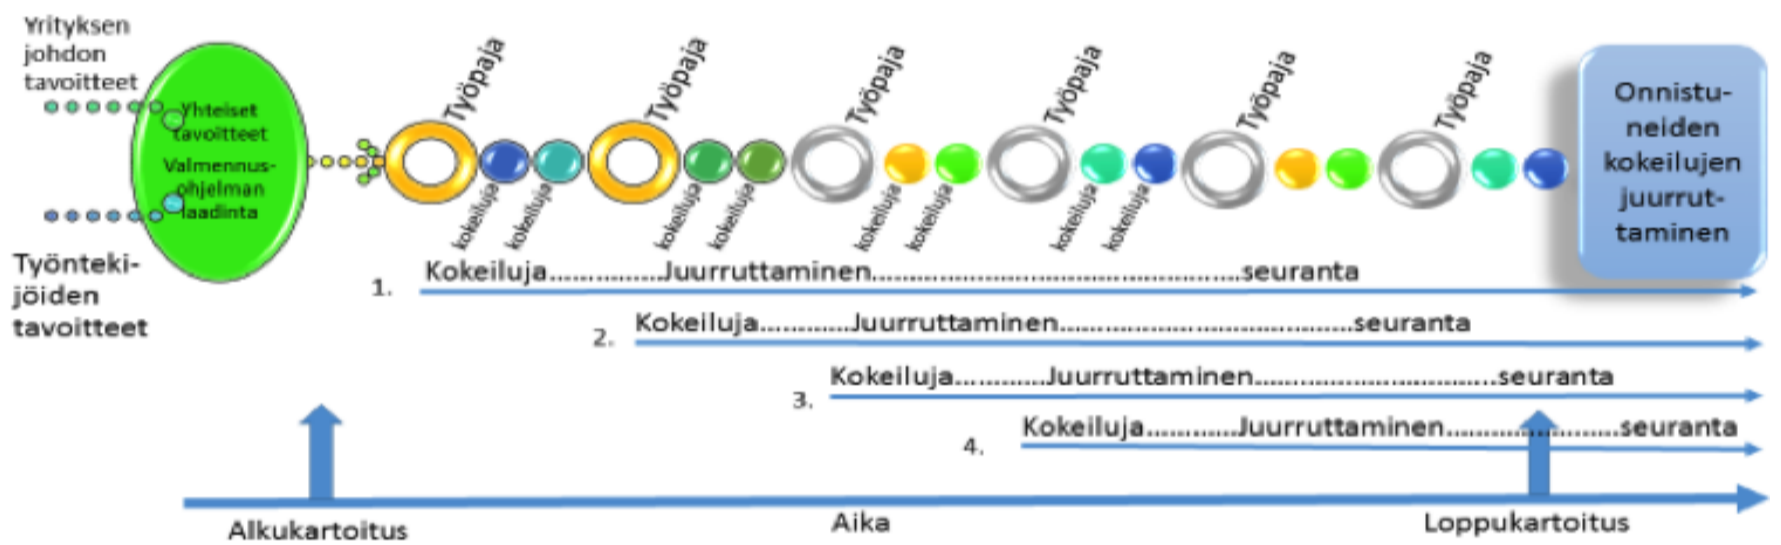 Yrityksen
johdon
tavoitteet
Yhteiset
tavoitteet
Valmennus-
ohjelman
laadinta
Työnteki-
jöiden
tavoitteet
Työpaja
Työpaja
Työpaja
Työpaja
Työpaja
Työpaja
kokeiluja
kokeiluja
kokeiluja
kokeiluja
kokeiluja
kokeiluja
kokeiluja
kokeiluja
Onnistu-
neiden
kokeilujen
juurrut-
taminen
1. Kokeiluja...............Juurruttaminen.................................................seuranta
2. Kokeiluja............Juurruttaminen.......................................seuranta
3. Kokeiluja............Juurruttaminen................................seuranta
4. Kokeiluja............Juurruttaminen.......................seuranta
Alkukartoitus
Aika
Loppukartoitus